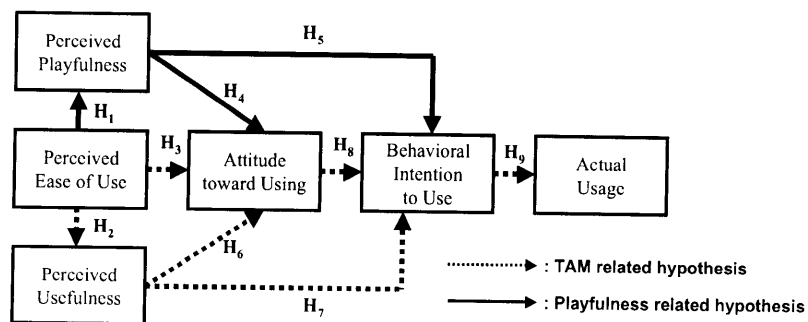 Perceived
Playfulness
H5
H4
H1
Perceived
Ease of Use
H3
Attitude
toward Using
H8
Behavioral
Intention
to Use
H9
Actual
Usage
H2
H6
Perceived
Usefulness
H7
: TAM related hypothesis
: Playfulness related hypothesis